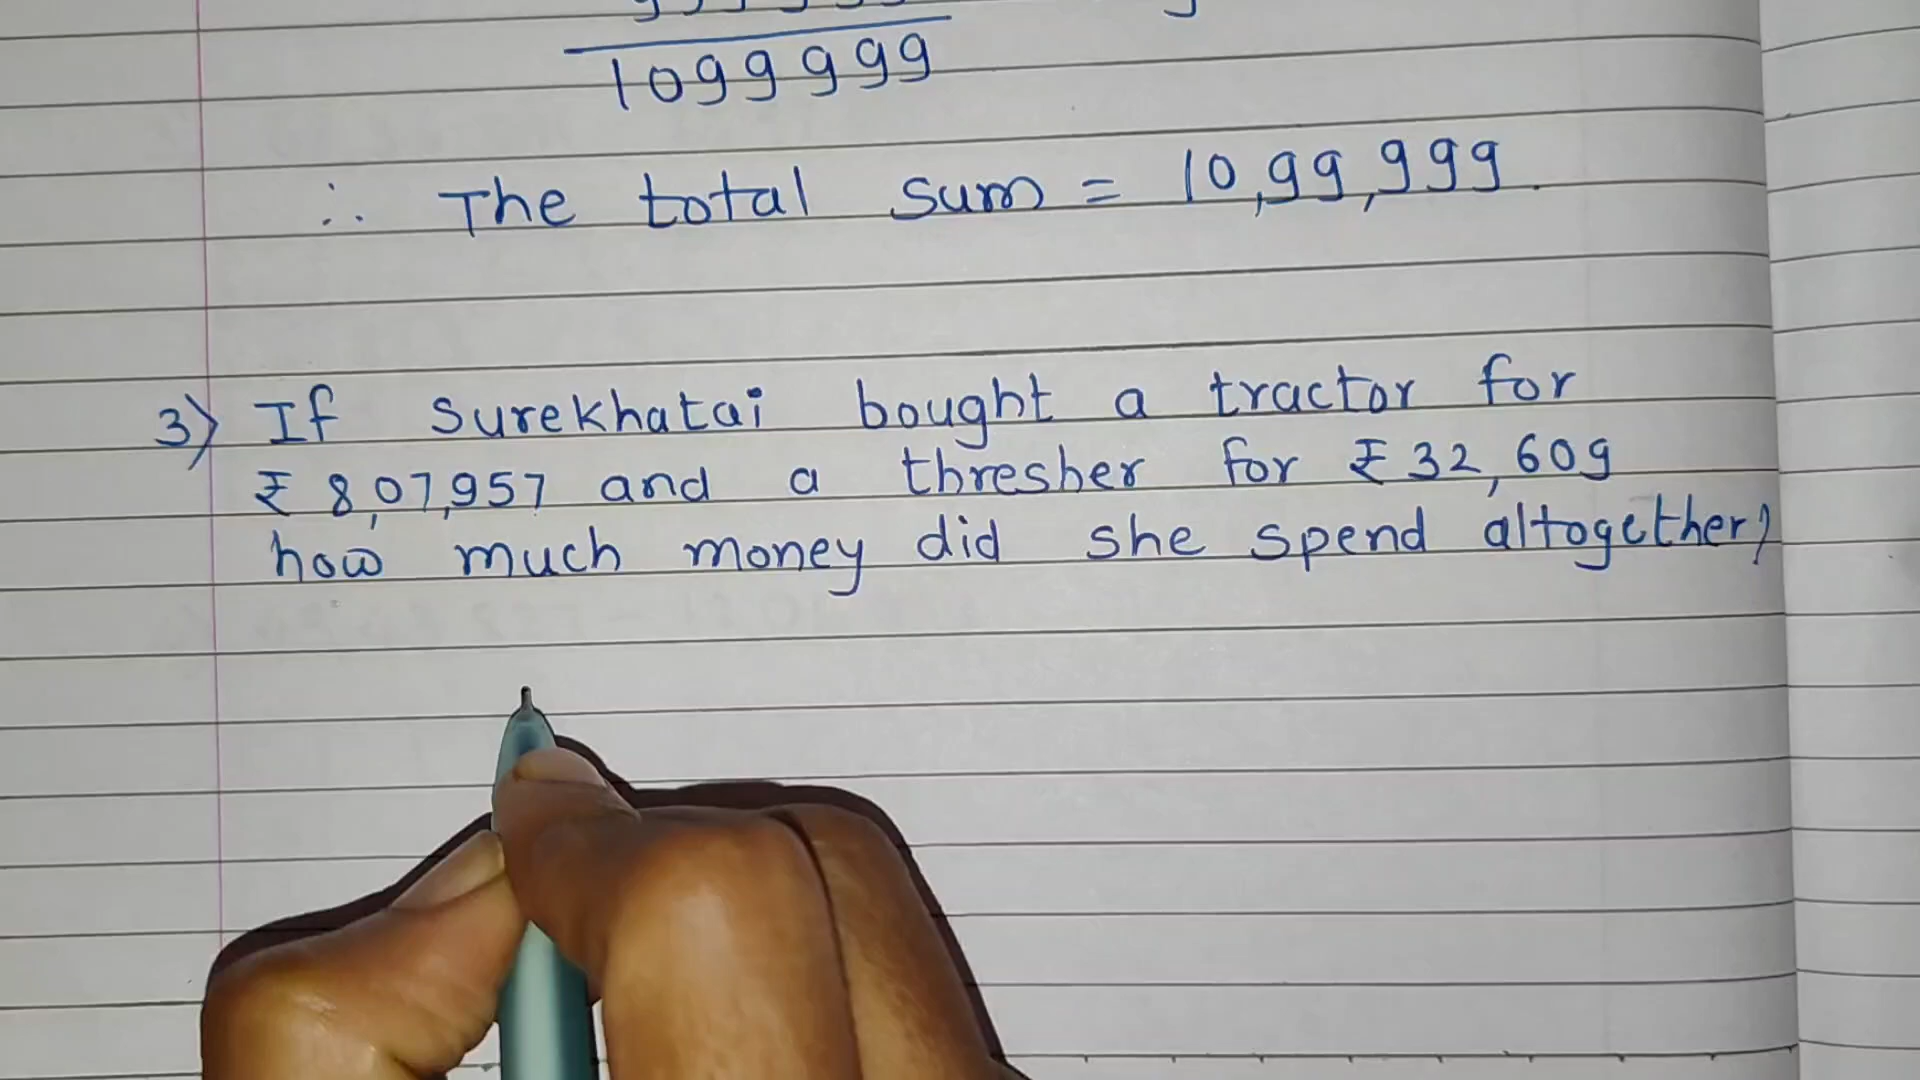 1099999
∴ The total sum = 10,99,999.
3) If Surekhatai bought a tractor for
₹ 8,07,957 and a thresher for ₹ 32,609
how much money did she spend altogether?